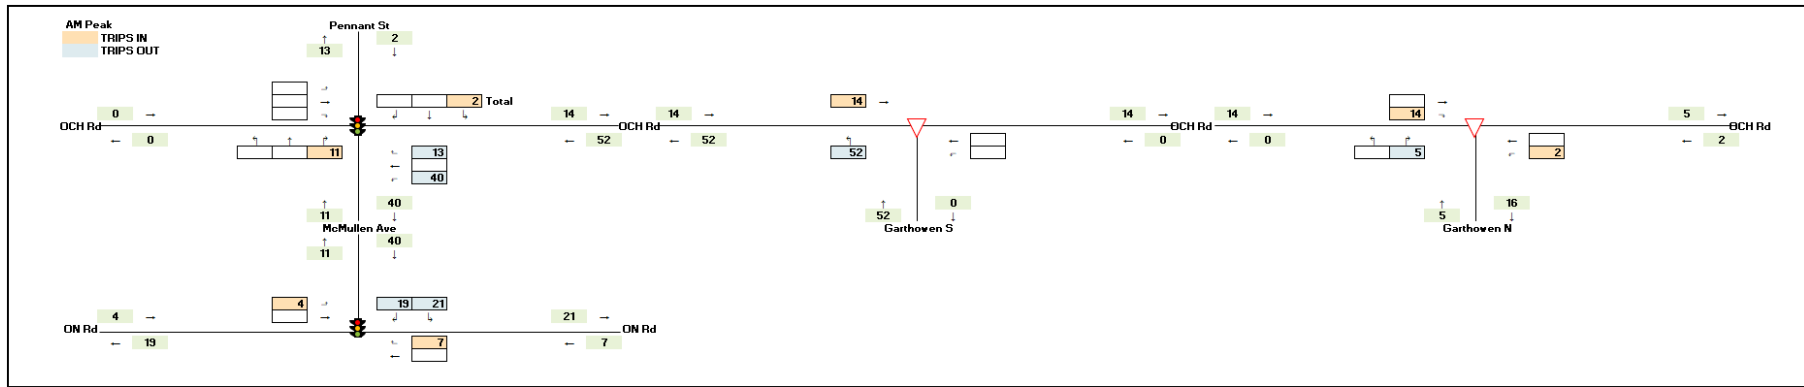 AM Peak
TRIPS IN
TRIPS OUT
Pennant St
13
2
2 Total
0
14
14
14
14
14
14
5
OCH Rd
OCH Rd
OCH Rd
OCH Rd
0
11
13
40
52
52
52
0
0
5
2
2
11
40
52
0
5
16
McMullen Ave
Garthowen S
Garthowen N
11
40
4
19 21
4
21
ON Rd
ON Rd
19
7
7